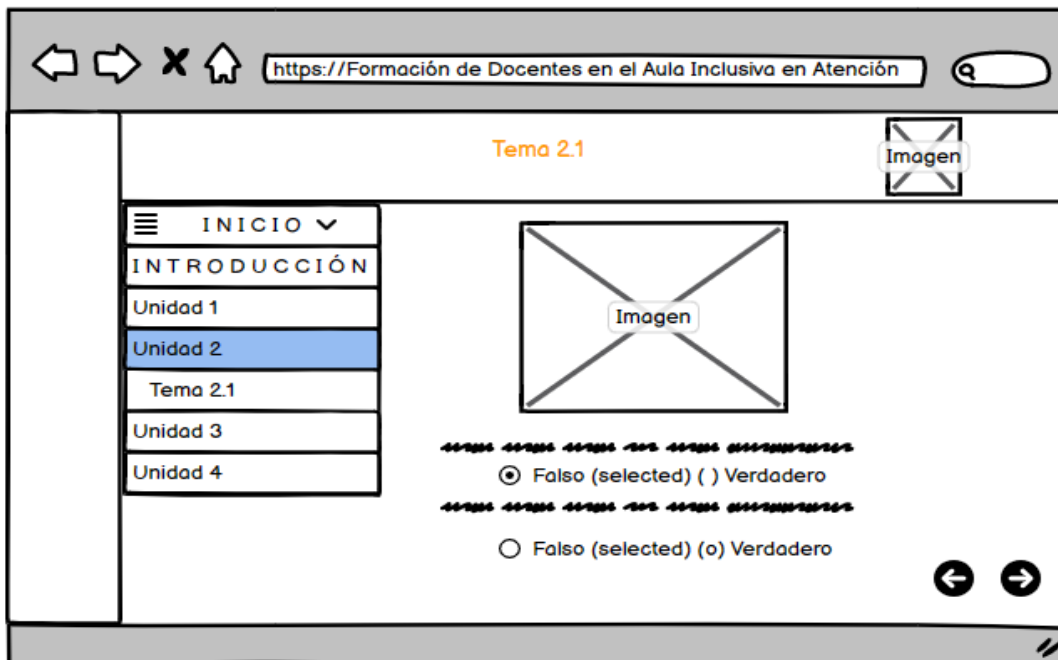 https://Formación de Docentes en el Aula Inclusiva en Atención
Tema 2.1
Imagen
INICIO
INTRODUCCIÓN
Unidad 1
Unidad 2
Tema 2.1
Unidad 3
Unidad 4
Imagen
Falso (selected) ( ) Verdadero
Falso (selected) (o) Verdadero